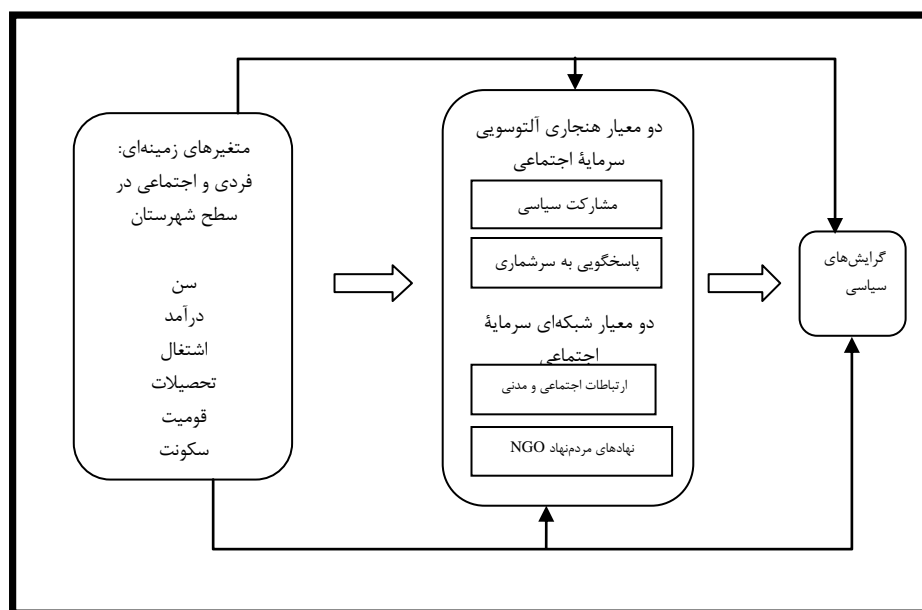 متغیرهای زمینه‌ای:
فردی و اجتماعی در
سطح شهرستان
سن
درآمد
اشتغال
تحصیلات
قومیت
سکونت
دو معیار هنجاری آلتوسویی
سرمایۀ اجتماعی
مشارکت سیاسی
پاسخگویی به سرشماری
دو معیار شبکه‌ای سرمایۀ
اجتماعی
ارتباطات اجتماعی و مدنی
نهادهای مردم‌نهاد NGO
گرایش‌های
سیاسی